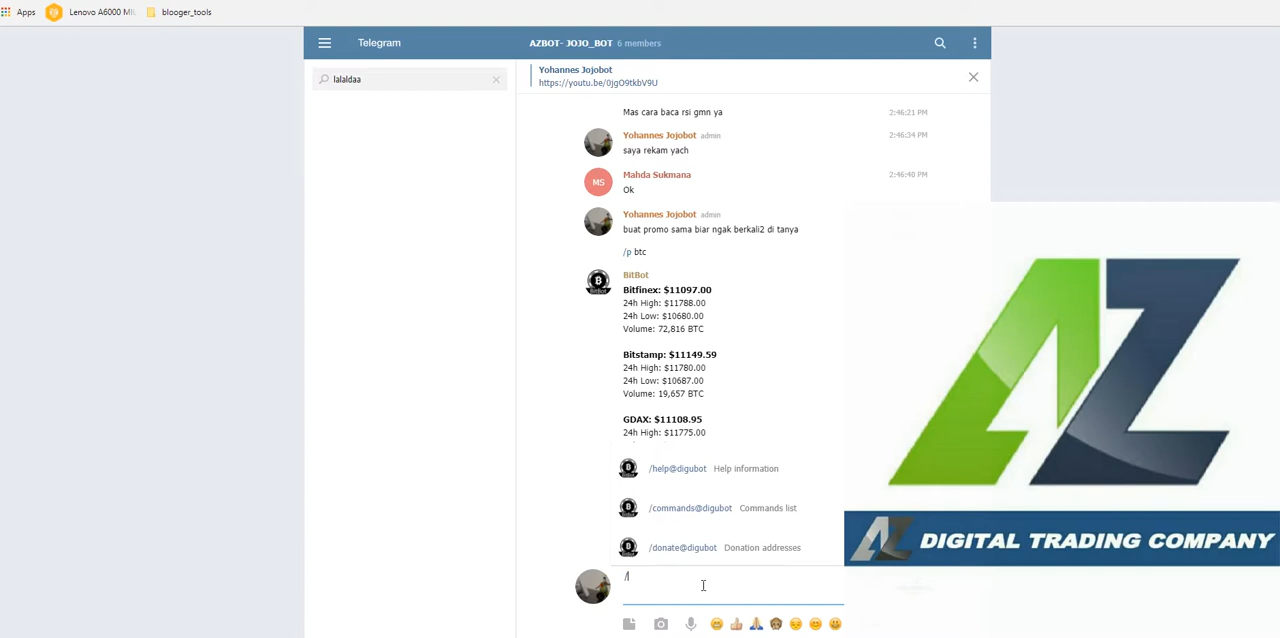 Apps
Lenovo A6000 MIU
blooger_tools
Telegram
AZBOT- JOJO_BOT 6 members
lalaldaa
Yohannes Jojobot
https://youtu.be/0jgO9tkbV9U
Mas cara baca rsi gmn ya 2:46:21 PM
Yohannes Jojobot admin 2:46:34 PM
saya rekam yach
MS
Mahda Sukmana 2:46:40 PM
Ok
Yohannes Jojobot admin
buat promo sama biar ngak berkali2 di tanya
/p btc
BitBot
Bitfinex: $11097.00
24h High: $11788.00
24h Low: $10680.00
Volume: 72,816 BTC
Bitstamp: $11149.59
24h High: $11780.00
24h Low: $10687.00
Volume: 19,657 BTC
GDAX: $11108.95
24h High: $11775.00
/help@digubot Help information
/commands@digubot Commands list
/donate@digubot Donation addresses
/
AZ
AZ DIGITAL TRADING COMPANY